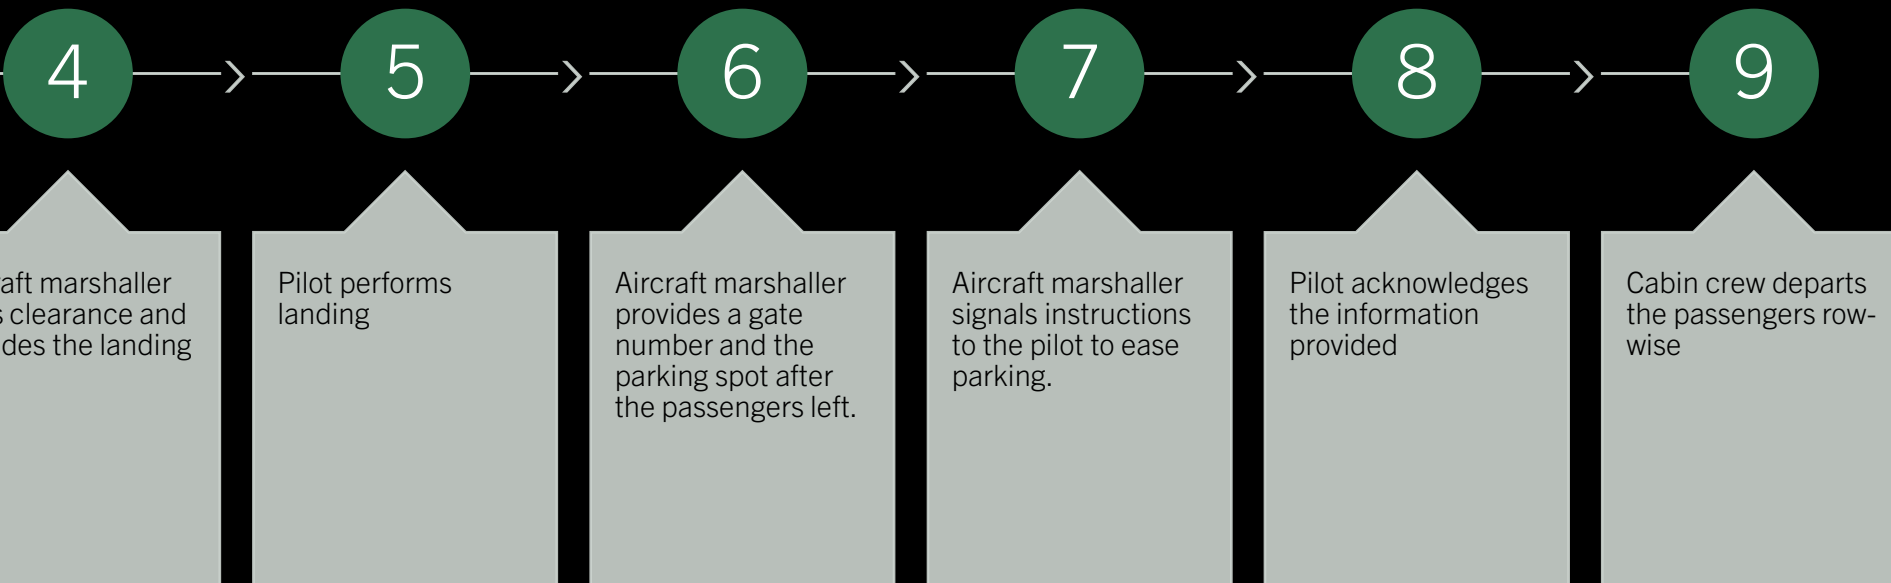 4
5
6
7
8
9
marshaller
clearance and
the landing
Pilot performs
landing
Aircraft marshaller
provides a gate
number and the
parking spot after
the passengers left.
Aircraft marshaller
signals instructions
to the pilot to ease
parking.
Pilot acknowledges
the information
provided
Cabin crew departs
the passengers row-
wise